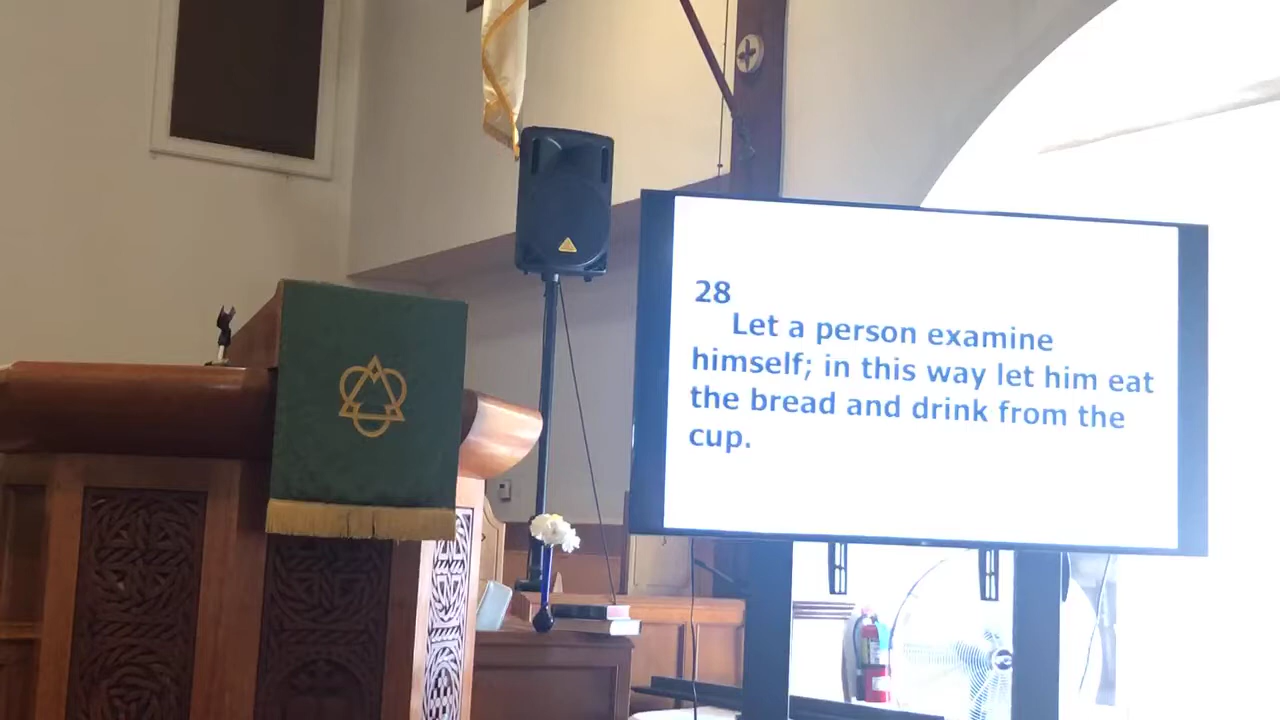 28
Let a person examine
himself; in this way let him eat
the bread and drink from the
cup.